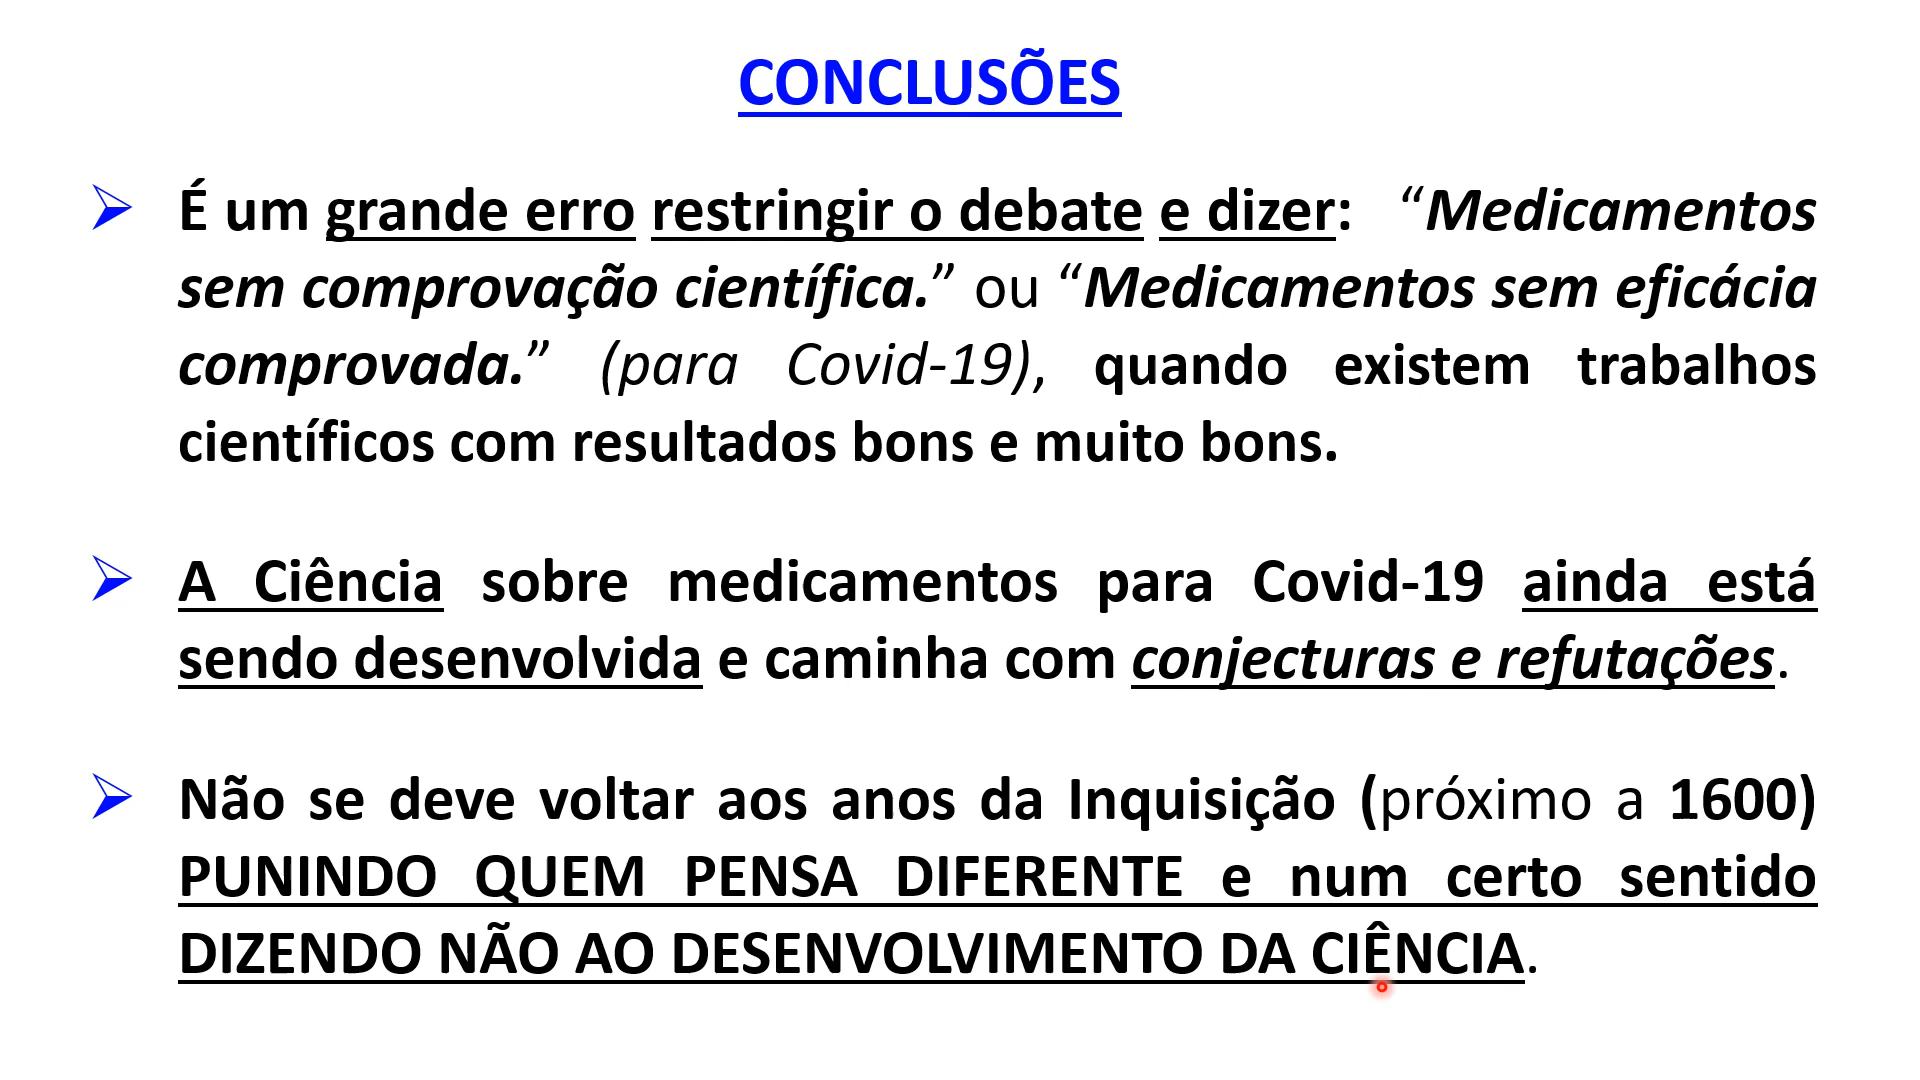 CONCLUSÕES
É um grande erro restringir o debate e dizer: “Medicamentos
sem comprovação científica.” ou “Medicamentos sem eficácia
comprovada.” (para Covid-19), quando existem trabalhos
científicos com resultados bons e muito bons.
A Ciência sobre medicamentos para Covid-19 ainda está
sendo desenvolvida e caminha com conjecturas e refutações.
Não se deve voltar aos anos da Inquisição (próximo a 1600)
PUNINDO QUEM PENSA DIFERENTE e num certo sentido
DIZENDO NÃO AO DESENVOLVIMENTO DA CIÊNCIA.